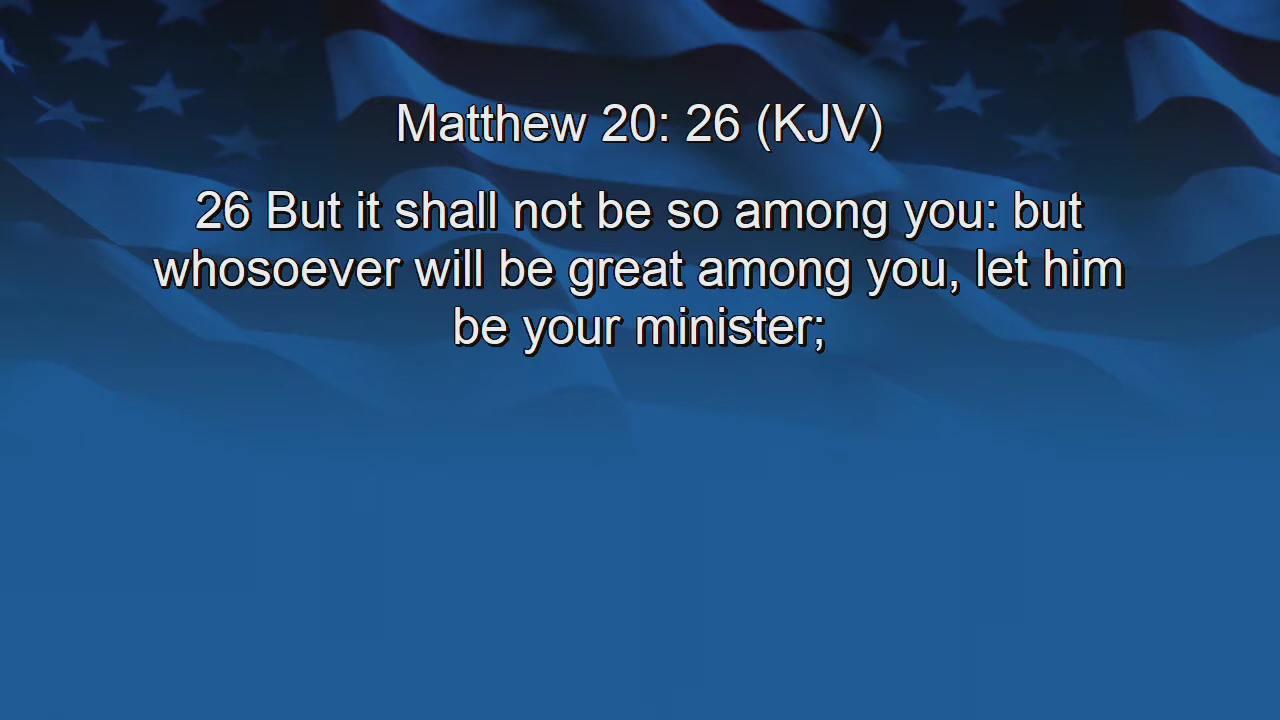 Matthew 20: 26 (KJV)
26 But it shall not be so among you: but
whosoever will be great among you, let him
be your minister;